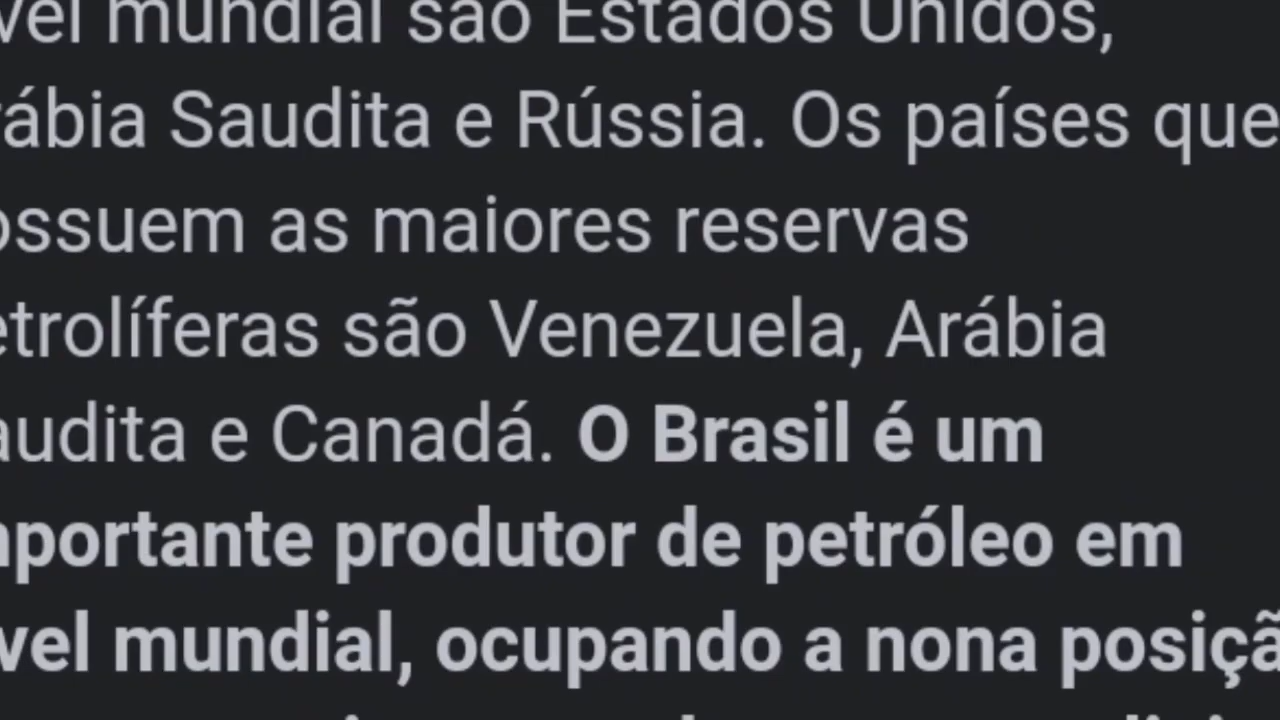 vel mundial são Estados Unidos,
rábia Saudita e Rússia. Os países que
ossuem as maiores reservas
etrolíferas são Venezuela, Arábia
audita e Canadá. O Brasil é um
mportante produtor de petróleo em
vel mundial, ocupando a nona posiçã